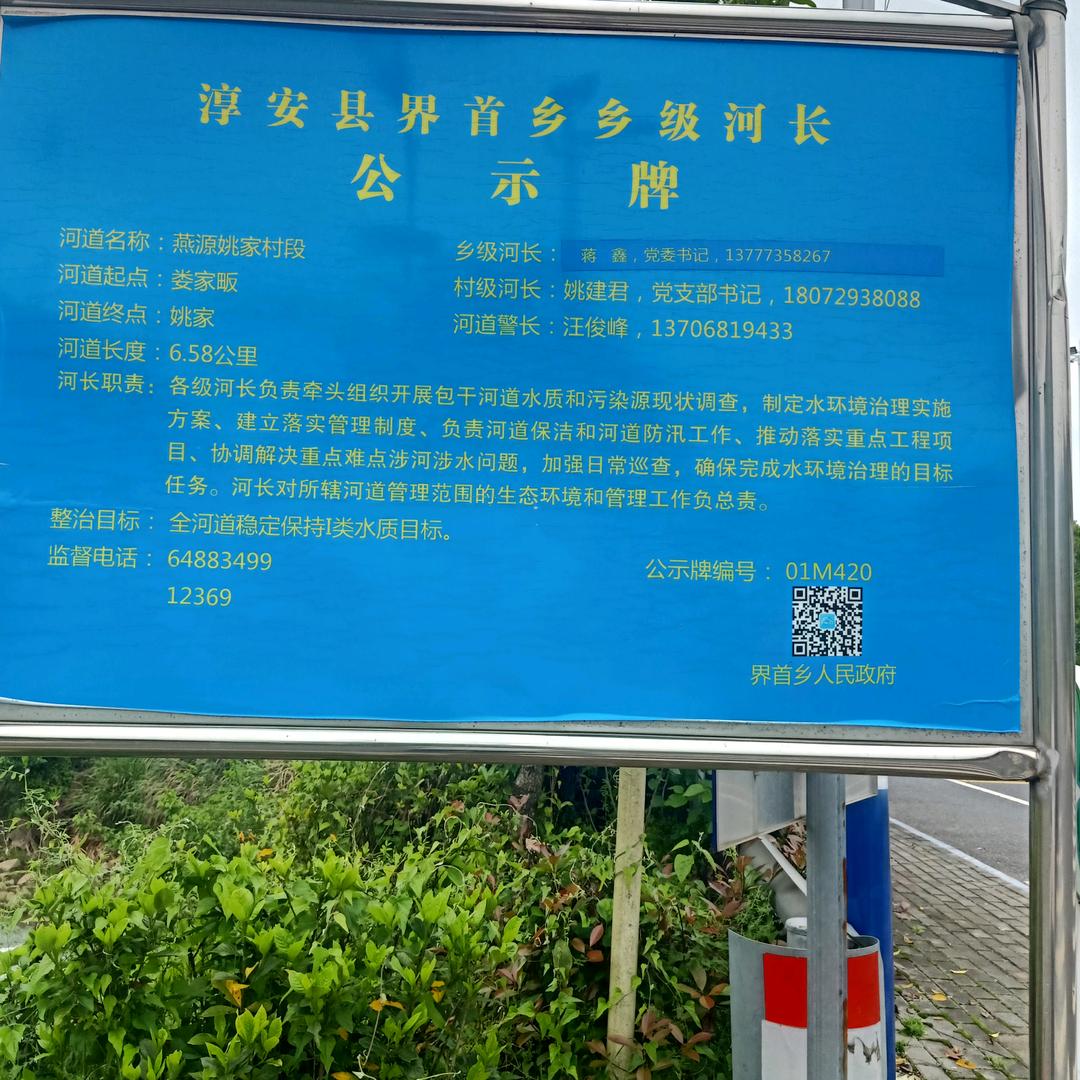 淳安县界首乡乡级河长
公示牌
河道名称：燕源姚家村段
乡级河长：蒋 鑫，党委书记，13777358267
河道起点：娄家畈
村级河长：姚建君，党支部书记，18072938088
河道终点：姚家
河道警长：汪俊峰，13706819433
河道长度：6.58公里
河长职责：各级河长负责牵头组织开展包干河道水质和污染源现状调查，制定水环境治理实施
方案、建立落实管理制度、负责河道保洁和河道防汛工作、推动落实重点工程项
目、协调解决重点难点涉河涉水问题，加强日常巡查，确保完成水环境治理的目标
任务。河长对所辖河道管理范围的生态环境和管理工作负总责。
整治目标：全河道稳定保持I类水质目标。
监督电话：64883499
12369
公示牌编号：01M420
界首乡人民政府